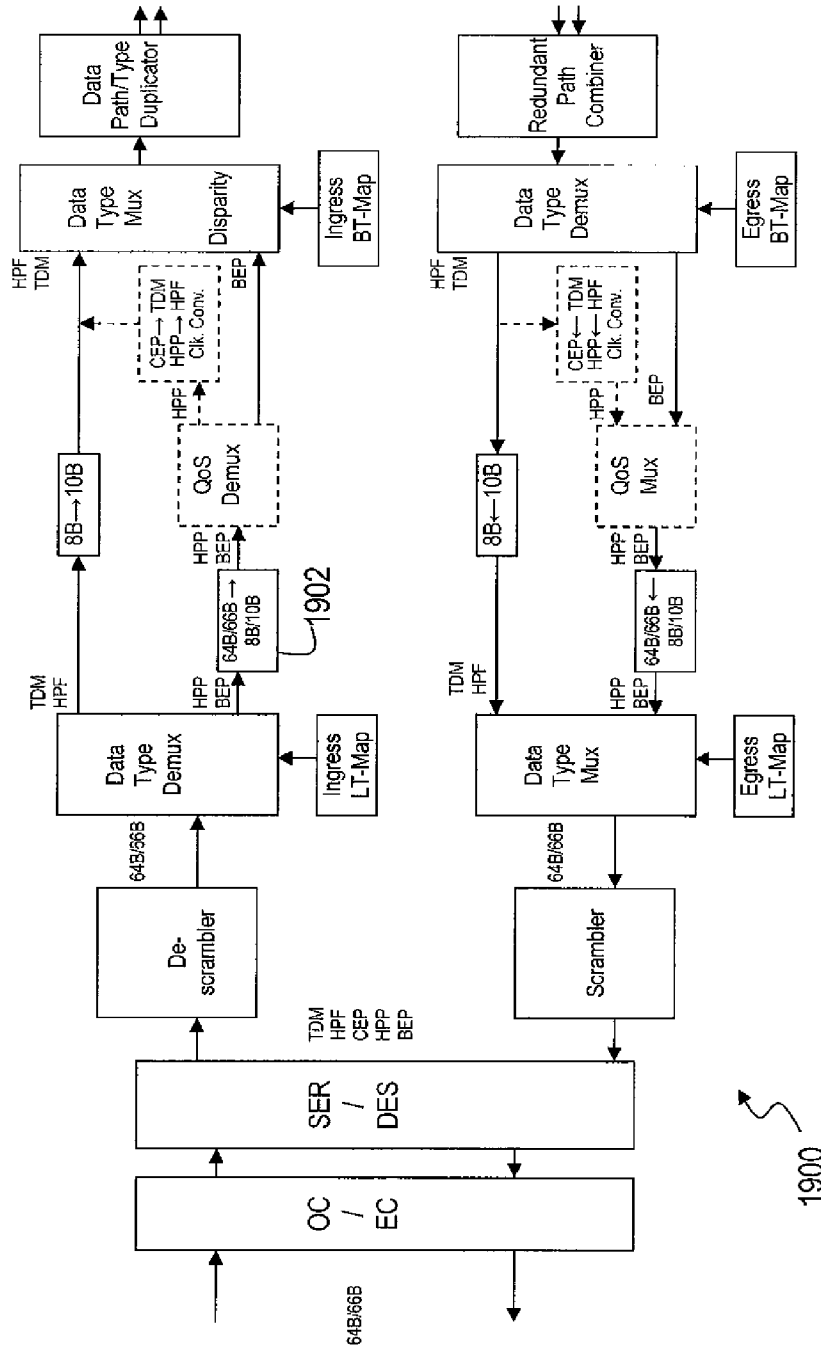 64B/66B
OC
/
EC
SER
/
DES
TDM
HPF
CEP
HPP
BEP
De-
scrambler
64B/66B
Data
Type
Demux
Ingress
LT-Map
TDM
HPF
HPP
BEP
8B→10B
64B/66B→
8B/10B
1902
HPP
BEP
QoS
Demux
HPP
CEP→TDM
HPP→HPF
Clk. Conv.
HPF
TDM
BEP
Data
Type
Mux
Disparity
Ingress
BT-Map
Data
Path/Type
Duplicator
Scrambler
64B/66B
Data
Type
Mux
Egress
LT-Map
TDM
HPF
HPP
BEP
8B←10B
64B/66B←
8B/10B
HPP
BEP
QoS
Mux
HPP
BEP
CEP←TDM
HPP←HPF
Clk. Conv.
HPF
TDM
Data
Type
Demux
Egress
BT-Map
Redundant
Path
Combiner
1900